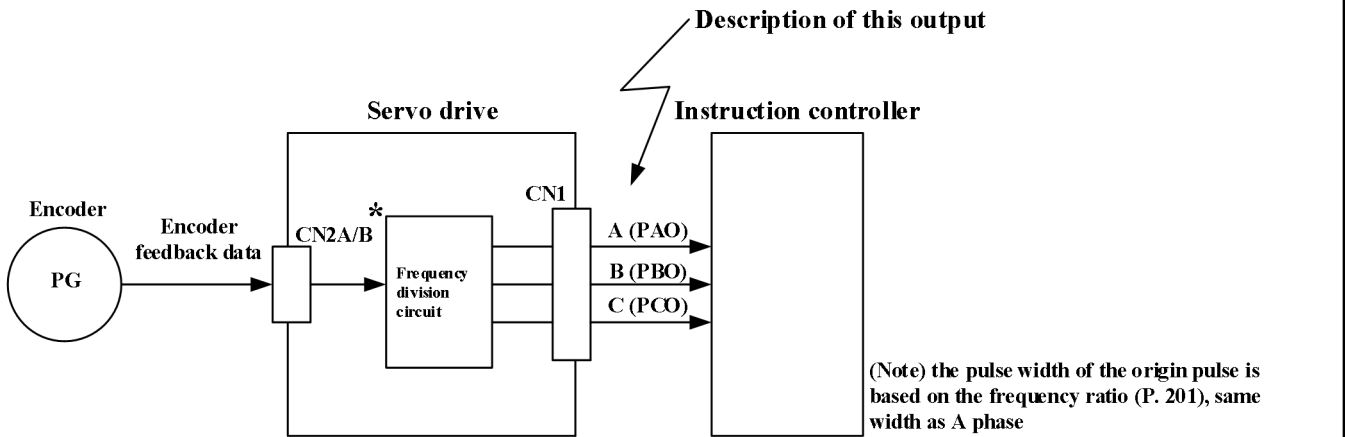 Description of this output
Servo drive
Instruction controller
CN1
Encoder
Encoder
feedback data
CN2A/B
*
A (PAO)
B (PBO)
C (PCO)
PG
Frequency
division
circuit
(Note) the pulse width of the origin pulse is
based on the frequency ratio (P. 201), same
width as A phase